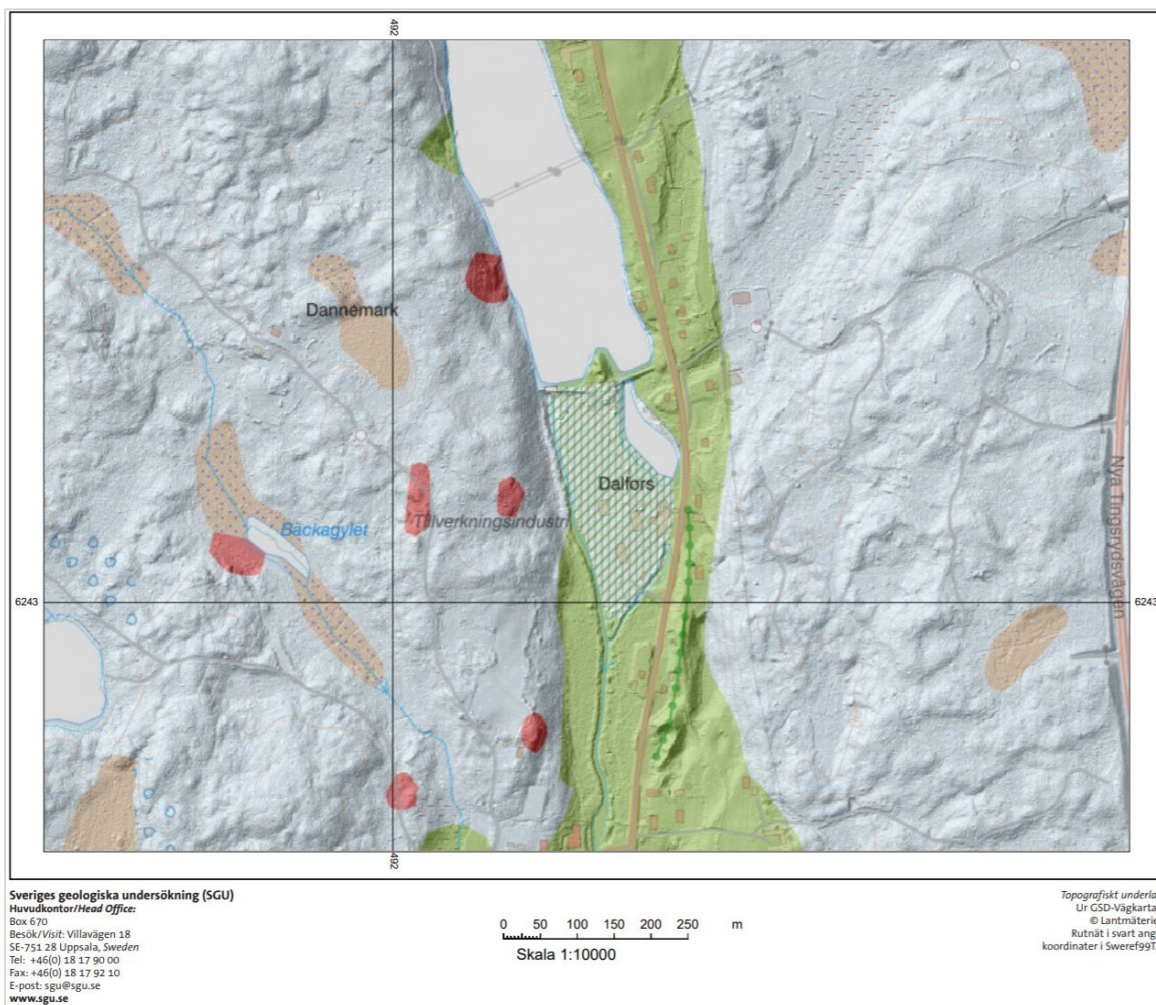 492
Dannemark
Dalfors
Tillverkningsindustri
Bäckagylet
Nya Tingsrydsvägen
6243
6243
492
Sveriges geologiska undersökning (SGU)
Huvudkontor/Head Office:
Box 670
Besök/Visit: Villavägen 18
SE-751 28 Uppsala, Sweden
Tel: +46(0) 18 17 90 00
Fax: +46(0) 18 17 92 10
E-post: sgu@sgu.se
www.sgu.se
0 50 100 150 200 250 m
Skala 1:10000
Topografiskt underla
Ur GSD-Vägkarta
© Lantmäterie
Rutnät i svart ang
koordinater i Sweref99T